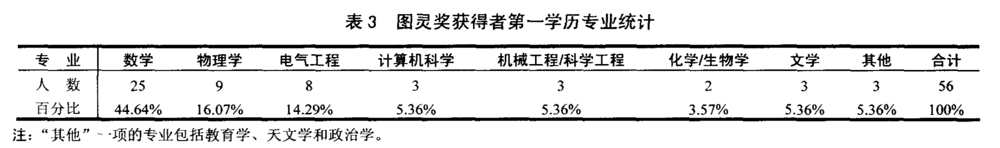 表3 图灵奖获得者第一学历专业统计
专 业 数学 物理学 电气工程 计算机科学 机械工程/科学工程 化学/生物学 文学 其他 合计
人 数 25 9 8 3 3 2 3 3 56
百分比 44.64% 16.07% 14.29% 5.36% 5.36% 3.57% 5.36% 5.36% 100%
注：“其他”一项的专业包括教育学、天文学和政治学。